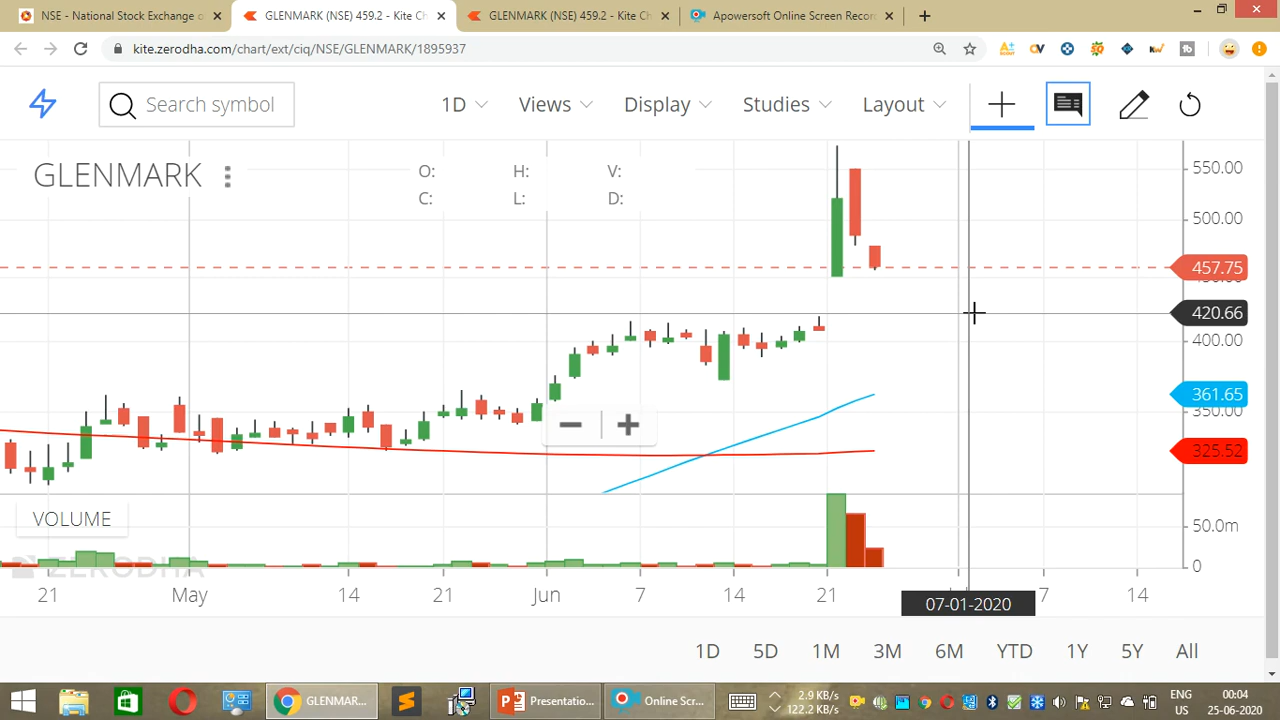 NSE - National Stock Exchange o
GLENMARK (NSE) 459.2 - Kite Ch
GLENMARK (NSE) 459.2 - Kite Ch
Apowersoft Online Screen Recor
kite.zerodha.com/chart/ext/ciq/NSE/GLENMARK/1895937
Search symbol
1D Views Display Studies Layout
GLENMARK
O: H: V:
C: L: D:
550.00
500.00
457.75
420.66
400.00
361.65
350.00
325.52
VOLUME
50.0m
0
ZERODHA
21 May 14 21 Jun 7 14 21 7 14
07-01-2020
1D 5D 1M 3M 6M YTD 1Y 5Y All
GLENMAR...
Presentatio...
Online Scr...
2.9 KB/s
122.2 KB/s
ENG
US
00:04
25-06-2020